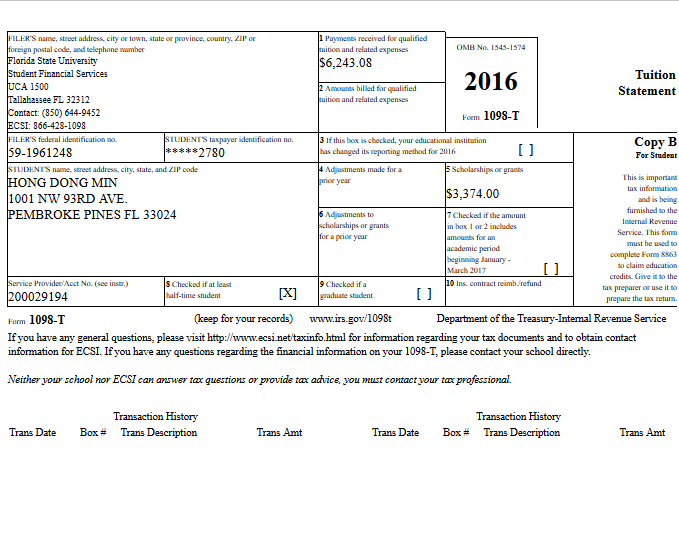 FILER'S name, street address, city or town, state or province, country, ZIP or
foreign postal code, and telephone number
Florida State University
Student Financial Services
UCA 1500
Tallahassee FL 32312
Contact: (850) 644-9452
ECSI: 866-428-1098
1 Payments received for qualified
tuition and related expenses
$6,243.08
2 Amounts billed for qualified
tuition and related expenses
OMB No. 1545-1574
2016
Form 1098-T
Tuition
Statement
FILER'S federal identification no.
59-1961248
STUDENT'S taxpayer identification no.
*****2780
3 If this box is checked, your educational institution
has changed its reporting method for 2016 [ ]
Copy B
For Student
STUDENT'S name, street address, city, state, and ZIP code
HONG DONG MIN
1001 NW 93RD AVE.
PEMBROKE PINES FL 33024
4 Adjustments made for a
prior year
5 Scholarships or grants
$3,374.00
6 Adjustments to
scholarships or grants
for a prior year
7 Checked if the amount
in box 1 or 2 includes
amounts for an
academic period
beginning January -
March 2017 [ ]
This is important
tax information
and is being
furnished to the
Internal Revenue
Service. This form
must be used to
complete Form 8863
to claim education
credits. Give it to the
tax preparer or use it to
prepare the tax return.
Service Provider/Acct No. (see instr.)
200029194
8 Checked if at least
half-time student [X]
9 Checked if a
graduate student [ ]
10 Ins. contract reimb./refund
Form 1098-T (keep for your records) www.irs.gov/1098t Department of the Treasury-Internal Revenue Service
If you have any general questions, please visit http://www.ecsi.net/taxinfo.html for information regarding your tax documents and to obtain contact
information for ECSI. If you have any questions regarding the financial information on your 1098-T, please contact your school directly.
Neither your school nor ECSI can answer tax questions or provide tax advice, you must contact your tax professional.
Transaction History Transaction History
Trans Date Box # Trans Description Trans Amt Trans Date Box # Trans Description Trans Amt